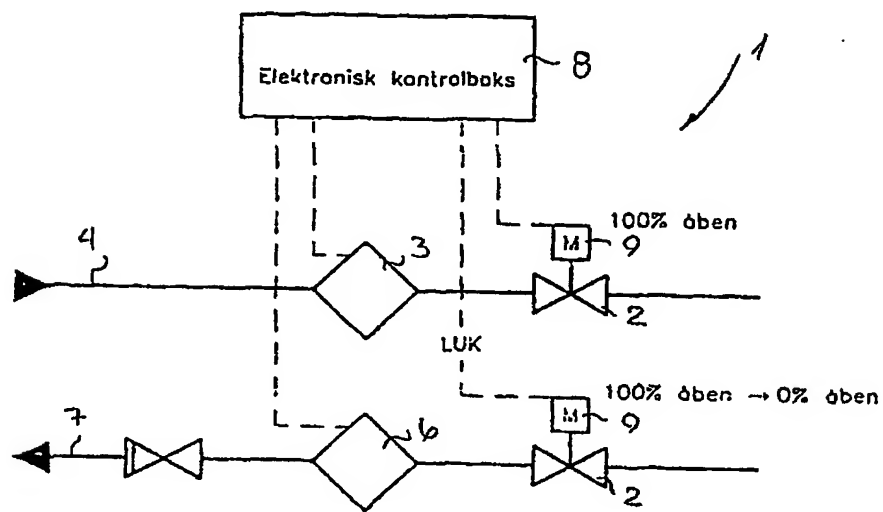 Elektronisk kontrolboks
8
1
100% åben
M
9
4
3
2
LUK
100% åben → 0% åben
M
9
7
6
2